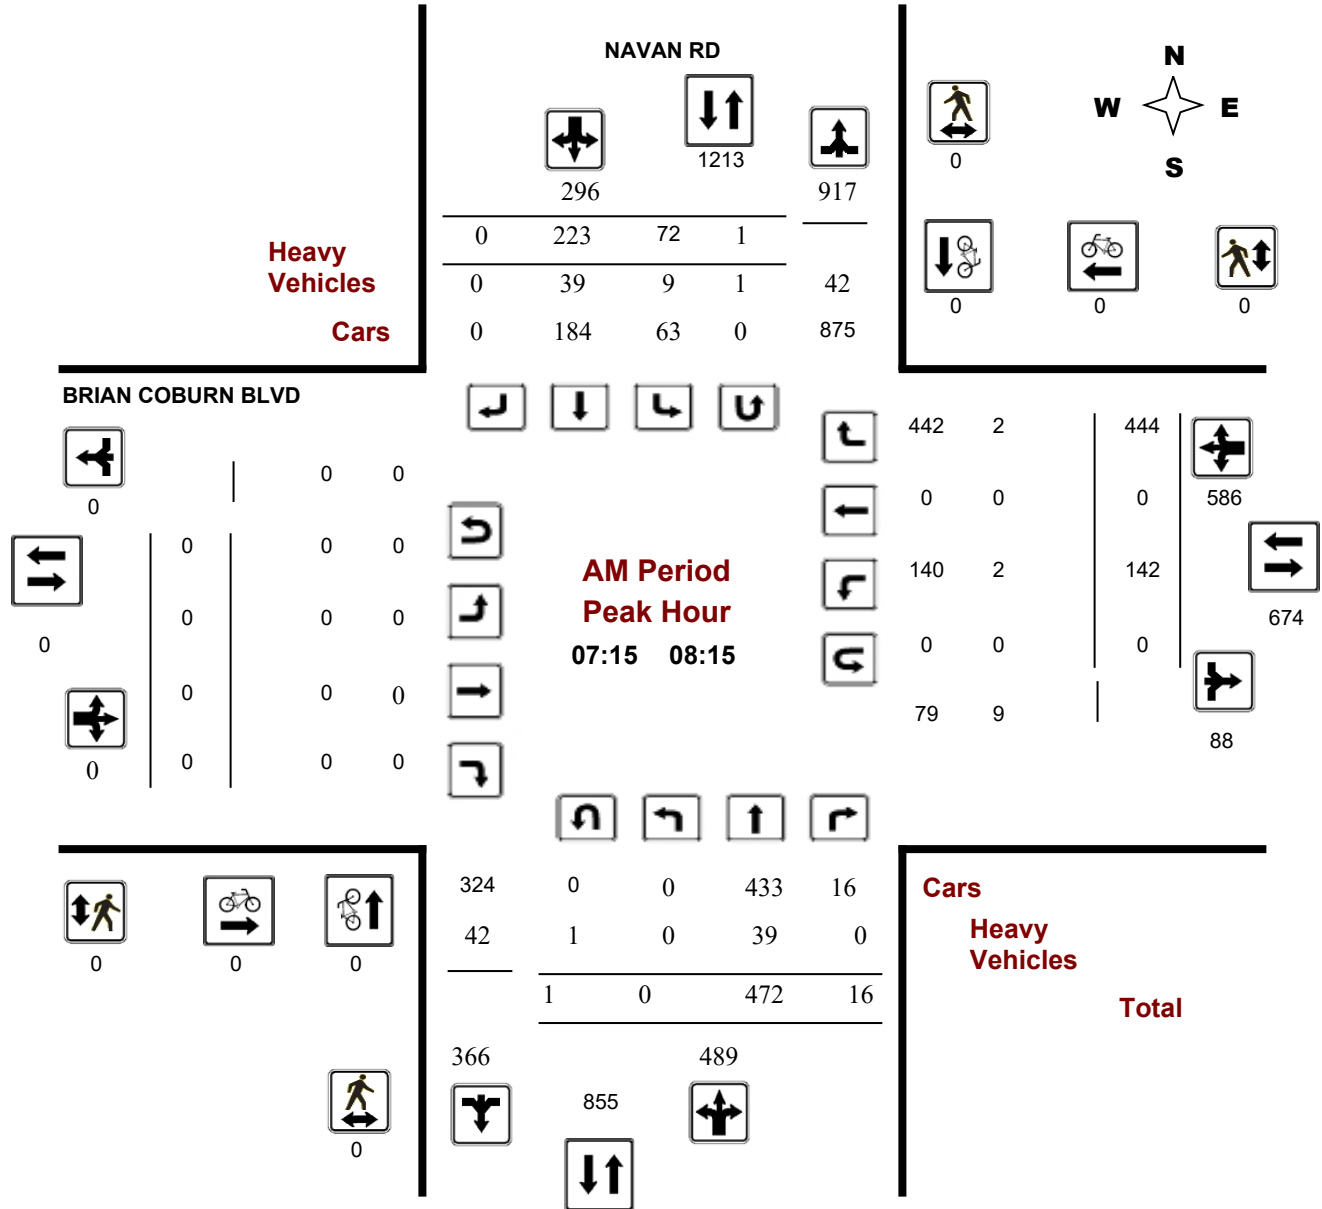 NAVAN RD
N
W E
S
1213
0
296 917
0 223 72 1
Heavy
Vehicles
0 39 9 1 42
0 0 0
Cars
0 184 63 0 875
BRIAN COBURN BLVD
442 2 444
0 0
0
0 0 0 586
0 0 0
AM Period
140 2 142
Peak Hour
0 0 0
674
0
07:15 08:15
0 0 0
0 0 0
79 9
88
0
0 0 0
324 0 0 433 16
Cars
42 1 0 39 0
Heavy
Vehicles
0 0 0
1 0 472 16
Total
366 489
855
0